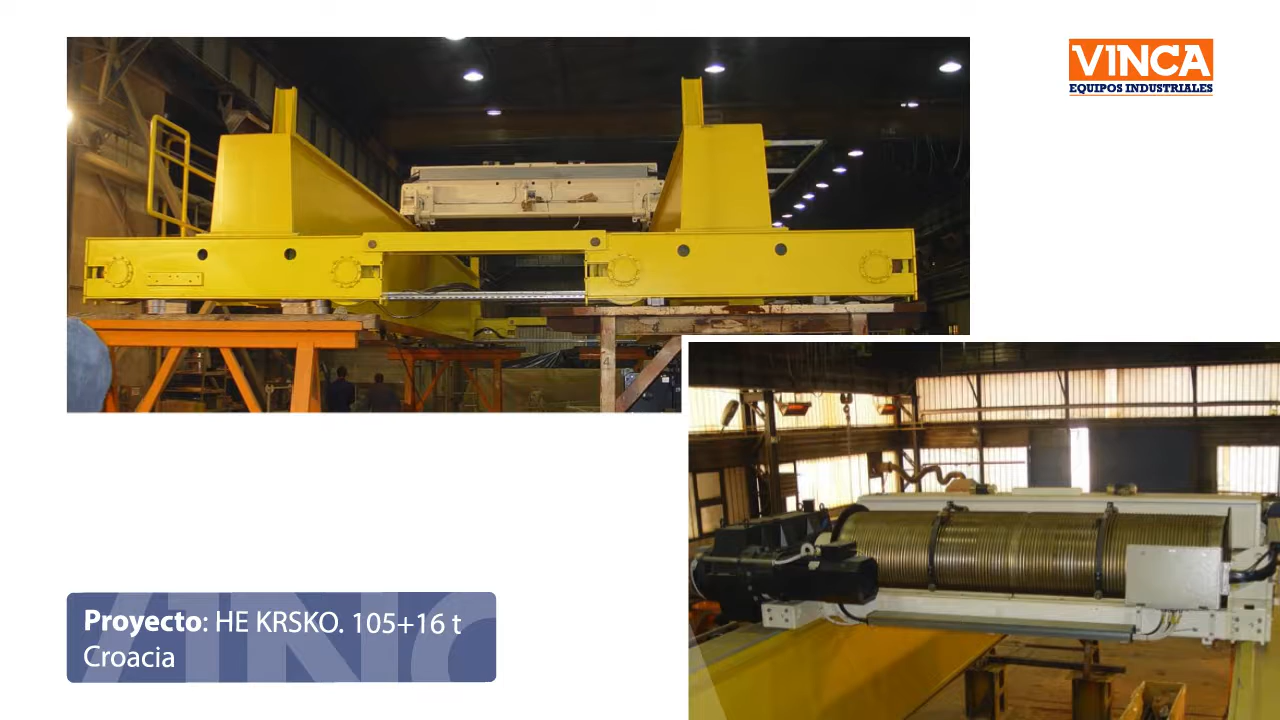 VINCA
EQUIPOS INDUSTRIALES
Proyecto: HE KRSKO. 105+16 t
Croacia